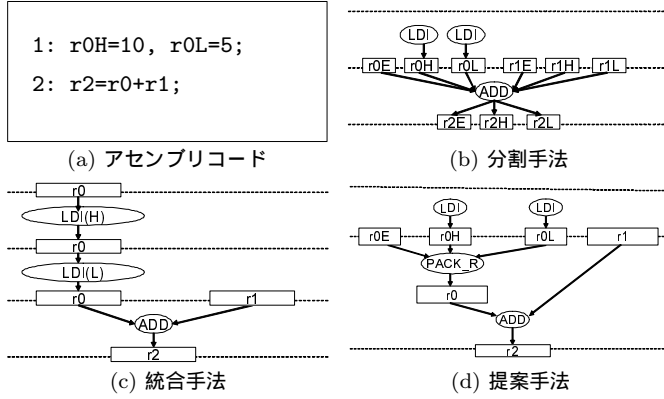 1: r0H=10, r0L=5;
2: r2=r0+r1;
(a) アセンブリコード
LDI LDI
r0E r0H r0L r1E r1H r1L
ADD
r2E r2H r2L
(b) 分割手法
r0
LDI(H)
r0
LDI(L)
r0 r1
ADD
r2
(c) 統合手法
LDI LDI
r0E r0H r0L r1
PACK_R
r0
ADD
r2
(d) 提案手法